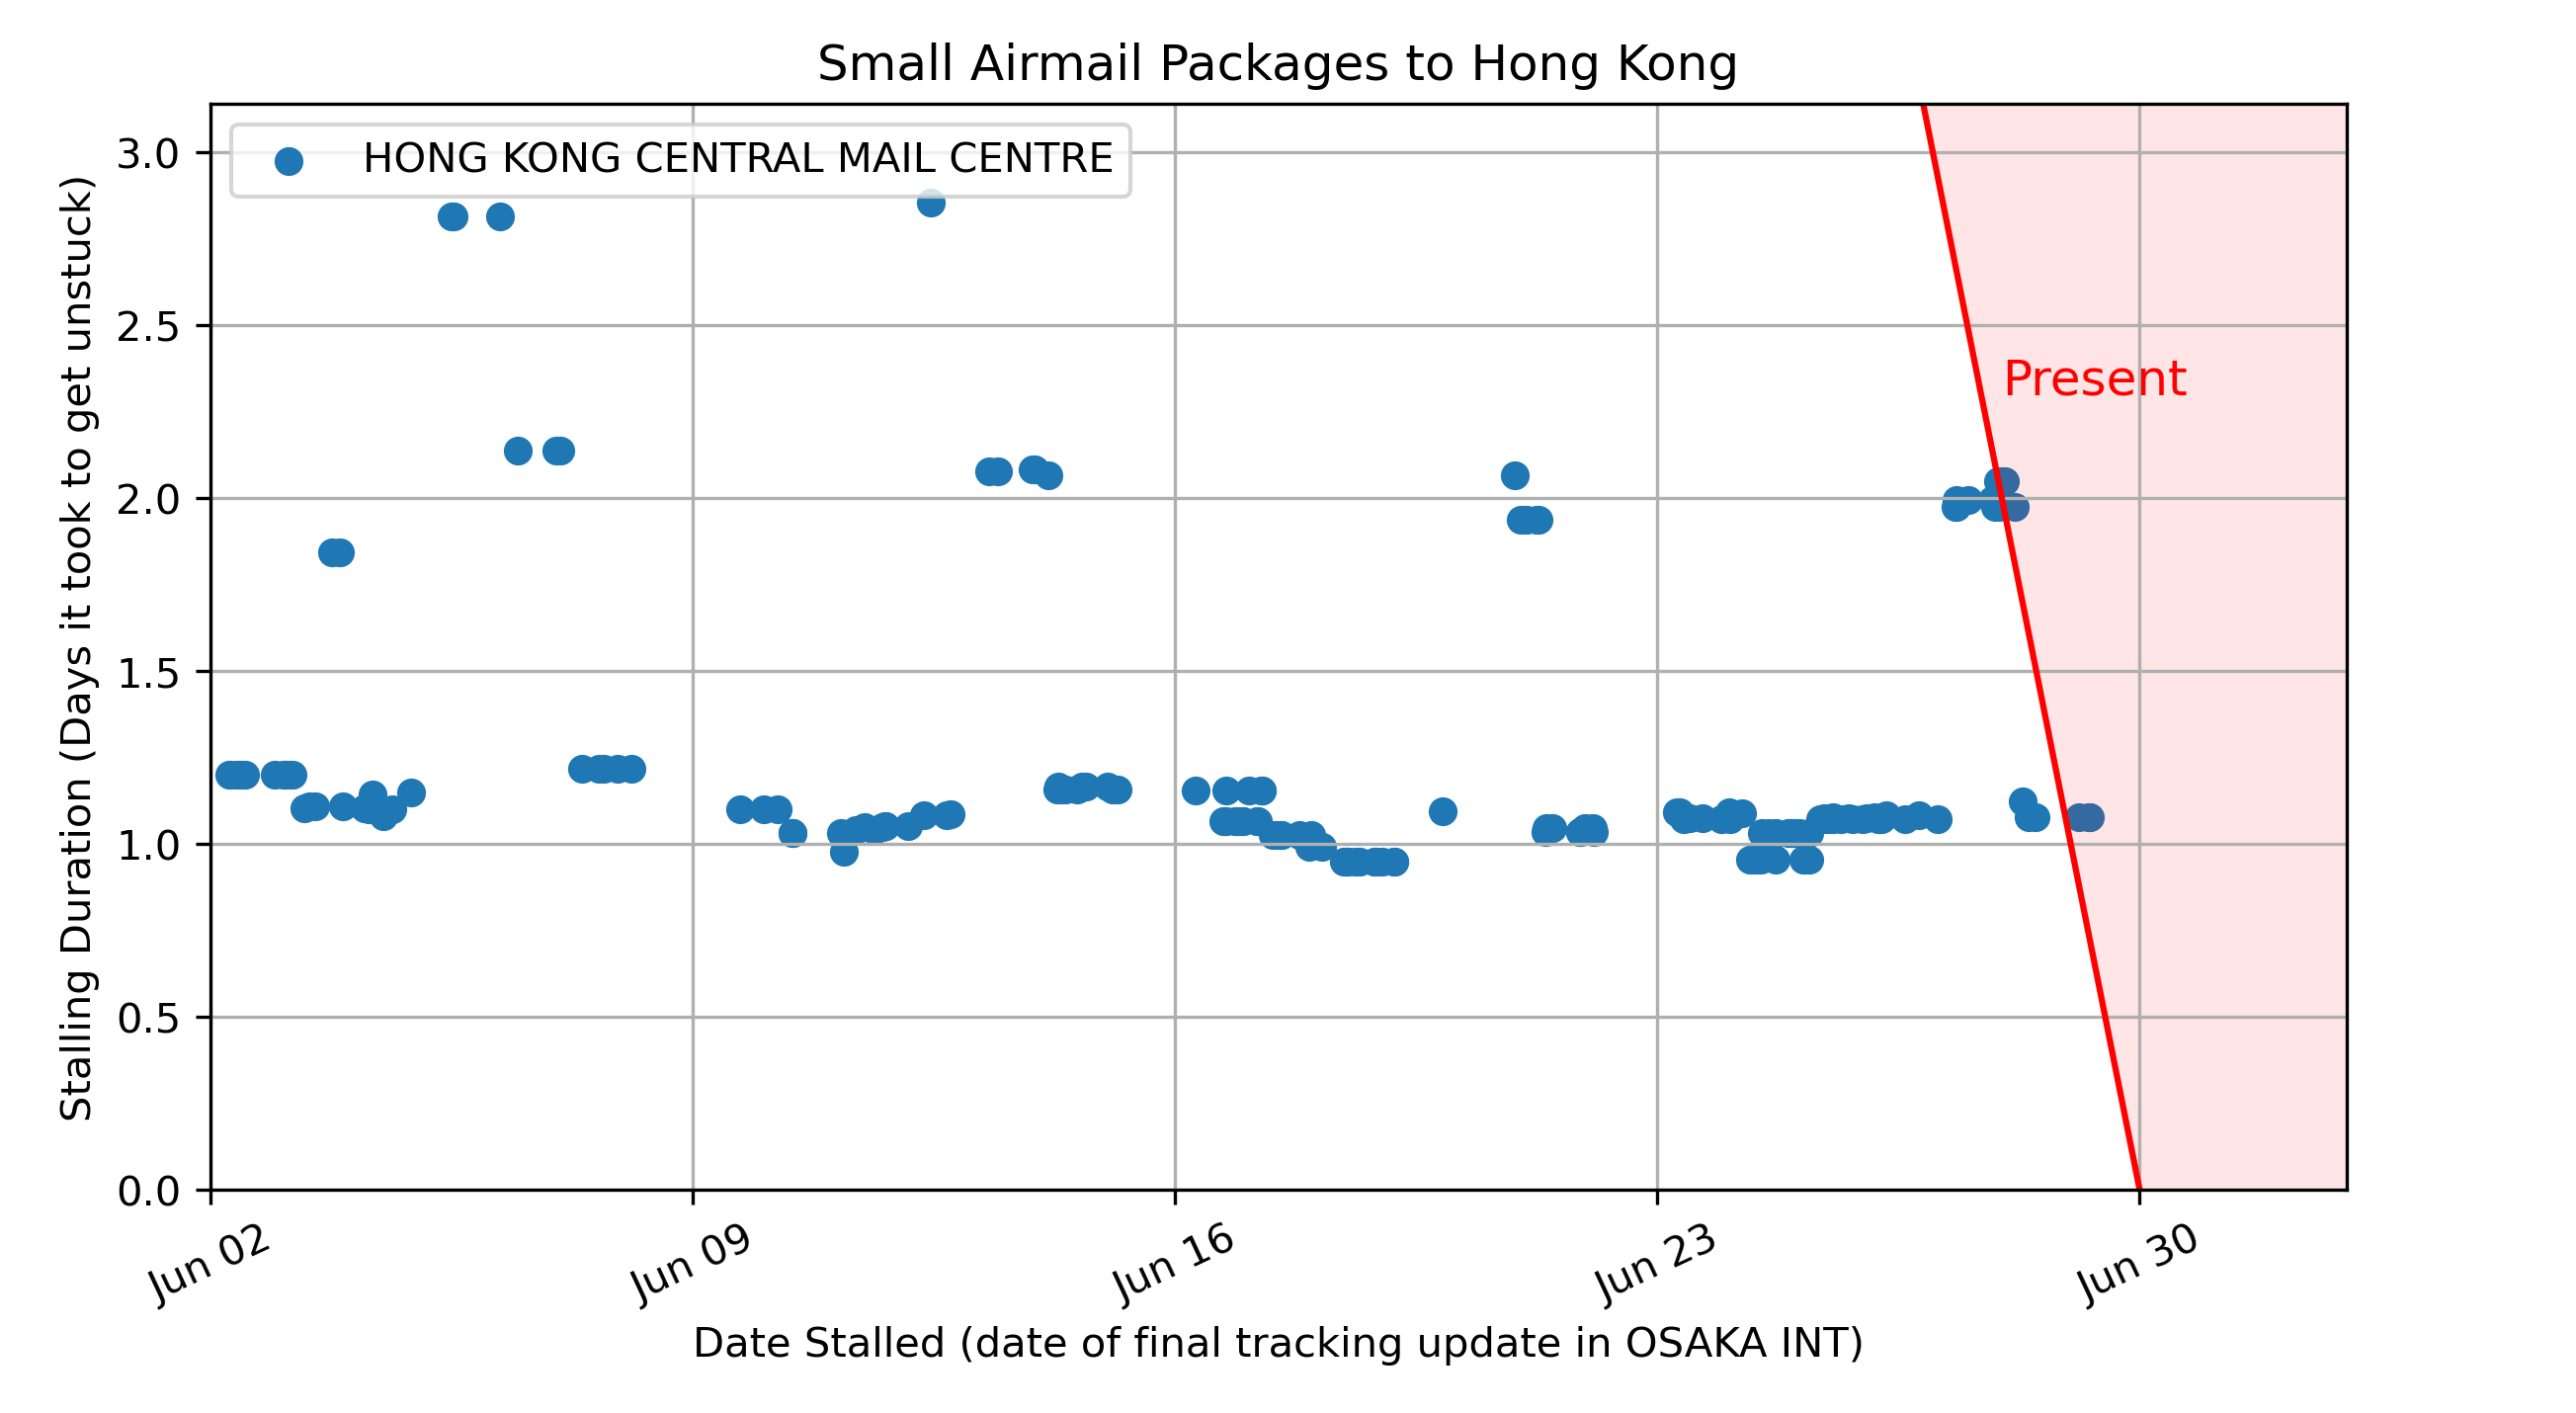 Small Airmail Packages to Hong Kong
HONG KONG CENTRAL MAIL CENTRE
Present
Stalling Duration (Days it took to get unstuck)
3.0
2.5
2.0
1.5
1.0
0.5
0.0
Jun 02
Jun 09
Jun 16
Jun 23
Jun 30
Date Stalled (date of final tracking update in OSAKA INT)